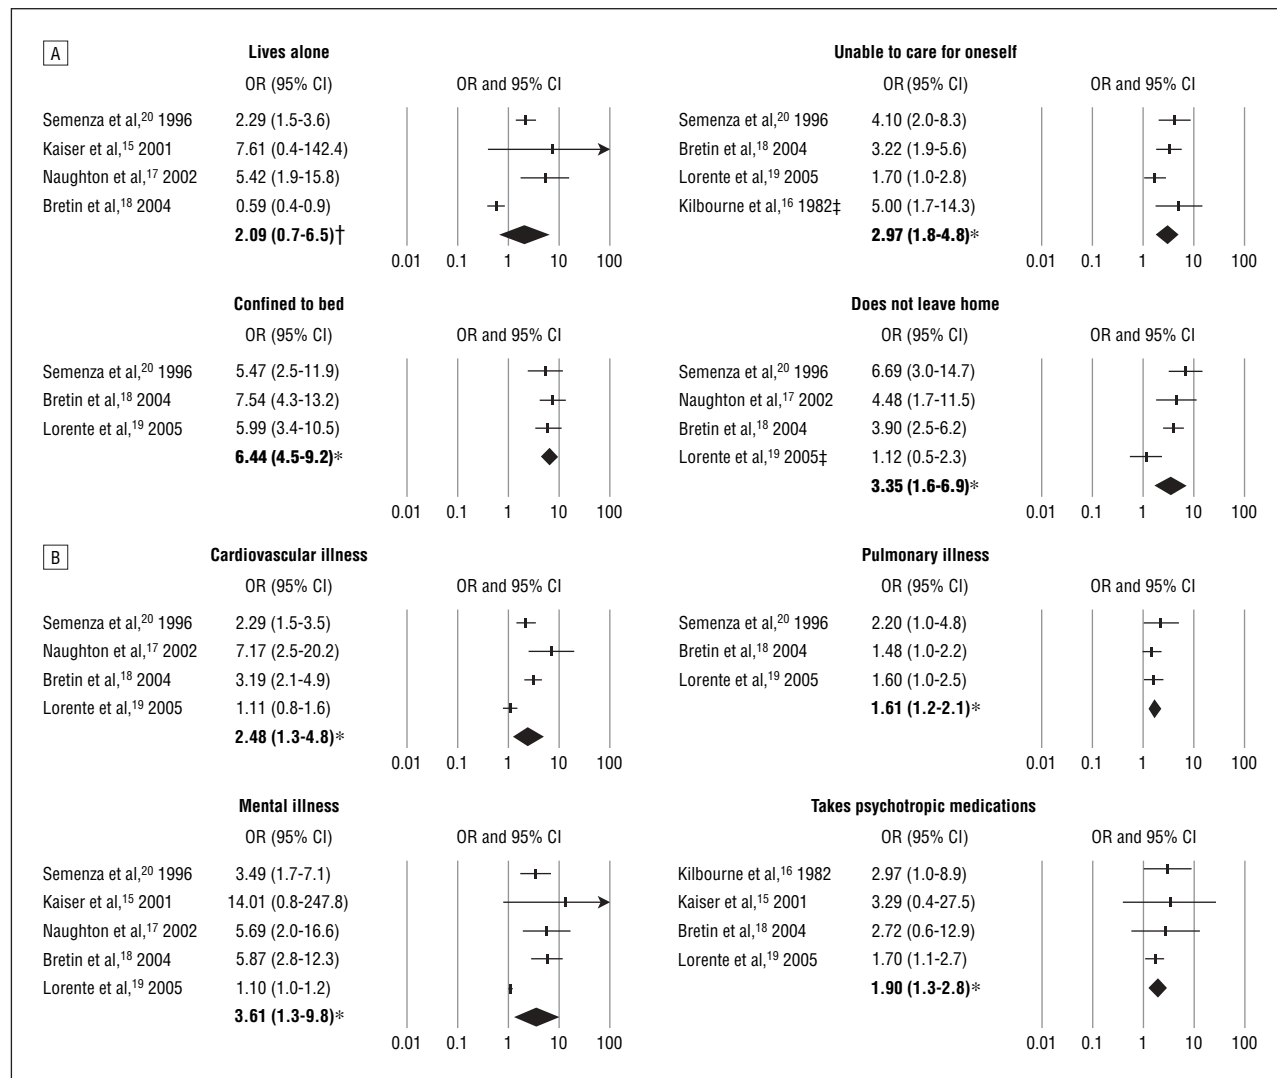 A
Lives alone
OR (95% CI) OR and 95% CI
Semenza et al,20 1996 2.29 (1.5-3.6)
Kaiser et al,15 2001 7.61 (0.4-142.4)
Naughton et al,17 2002 5.42 (1.9-15.8)
Bretin et al,18 2004 0.59 (0.4-0.9)
2.09 (0.7-6.5)†
0.01 0.1 1 10 100
Unable to care for oneself
OR (95% CI) OR and 95% CI
Semenza et al,20 1996 4.10 (2.0-8.3)
Bretin et al,18 2004 3.22 (1.9-5.6)
Lorente et al,19 2005 1.70 (1.0-2.8)
Kilbourne et al,16 1982‡ 5.00 (1.7-14.3)
2.97 (1.8-4.8)*
0.01 0.1 1 10 100
Confined to bed
OR (95% CI) OR and 95% CI
Semenza et al,20 1996 5.47 (2.5-11.9)
Bretin et al,18 2004 7.54 (4.3-13.2)
Lorente et al,19 2005 5.99 (3.4-10.5)
6.44 (4.5-9.2)*
0.01 0.1 1 10 100
Does not leave home
OR (95% CI) OR and 95% CI
Semenza et al,20 1996 6.69 (3.0-14.7)
Naughton et al,17 2002 4.48 (1.7-11.5)
Bretin et al,18 2004 3.90 (2.5-6.2)
Lorente et al,19 2005‡ 1.12 (0.5-2.3)
3.35 (1.6-6.9)*
0.01 0.1 1 10 100
B
Cardiovascular illness
OR (95% CI) OR and 95% CI
Semenza et al,20 1996 2.29 (1.5-3.5)
Naughton et al,17 2002 7.17 (2.5-20.2)
Bretin et al,18 2004 3.19 (2.1-4.9)
Lorente et al,19 2005 1.11 (0.8-1.6)
2.48 (1.3-4.8)*
0.01 0.1 1 10 100
Pulmonary illness
OR (95% CI) OR and 95% CI
Semenza et al,20 1996 2.20 (1.0-4.8)
Bretin et al,18 2004 1.48 (1.0-2.2)
Lorente et al,19 2005 1.60 (1.0-2.5)
1.61 (1.2-2.1)*
0.01 0.1 1 10 100
Mental illness
OR (95% CI) OR and 95% CI
Semenza et al,20 1996 3.49 (1.7-7.1)
Kaiser et al,15 2001 14.01 (0.8-247.8)
Naughton et al,17 2002 5.69 (2.0-16.6)
Bretin et al,18 2004 5.87 (2.8-12.3)
Lorente et al,19 2005 1.10 (1.0-1.2)
3.61 (1.3-9.8)*
0.01 0.1 1 10 100
Takes psychotropic medications
OR (95% CI) OR and 95% CI
Kilbourne et al,16 1982 2.97 (1.0-8.9)
Kaiser et al,15 2001 3.29 (0.4-27.5)
Bretin et al,18 2004 2.72 (0.6-12.9)
Lorente et al,19 2005 1.70 (1.1-2.7)
1.90 (1.3-2.8)*
0.01 0.1 1 10 100